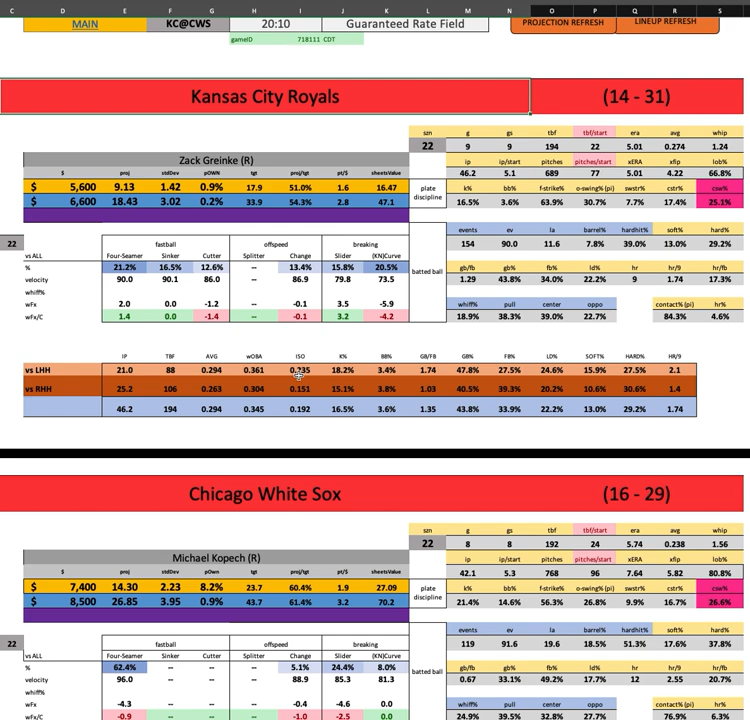 C D E F G H I J K L M N O P Q R S
MAIN KC@CWS 20:10 Guaranteed Rate Field PROJECTION REFRESH LINEUP REFRESH
gameID 718111 CDT
Kansas City Royals (14 - 31)
szn g gs tbf tbf/start era avg whip
22 9 9 194 22 5.01 0.274 1.24
Zack Greinke (R) ip ip/start pitches pitches/start xERA xfip lob%
$ proj stdDev pOWN tgt proj/tgt pt/$ sheetsValue 46.2 5.1 689 77 5.01 4.22 66.8%
$ 5,600 9.13 1.42 0.9% 17.9 51.0% 1.6 16.47 plate discipline k% bb% f-strike% o-swing% (pi) swstr% cstr% csw%
$ 6,600 18.43 3.02 0.2% 33.9 54.3% 2.8 47.1 16.5% 3.6% 63.9% 30.7% 7.7% 17.4% 25.1%
events ev la barrel% hardhit% soft% hard%
22 fastball offspeed breaking 154 90.0 11.6 7.8% 39.0% 13.0% 29.2%
vs ALL Four-Seamer Sinker Cutter Splitter Change Slider (KN)Curve
% 21.2% 16.5% 12.6% -- 13.4% 15.8% 20.5% batted ball gb/fb gb% fb% ld% hr hr/9 hr/fb
velocity 90.0 90.1 86.0 -- 86.9 79.8 73.5 1.29 43.8% 34.0% 22.2% 9 1.74 17.3%
whiff%
wFx 2.0 0.0 -1.2 -- -0.1 3.5 -5.9 whiff% pull center oppo contact% (pi) hr%
wFx/C 1.4 0.0 -1.4 -- -0.1 3.2 -4.2 18.9% 38.3% 39.0% 22.7% 84.3% 4.6%
IP TBF AVG wOBA ISO K% BB% GB/FB GB% FB% LD% SOFT% HARD% HR/9
vs LHH 21.0 88 0.294 0.361 0.235 18.2% 3.4% 1.74 47.8% 27.5% 24.6% 15.9% 27.5% 2.1
vs RHH 25.2 106 0.263 0.304 0.151 15.1% 3.8% 1.03 40.5% 39.3% 20.2% 10.6% 30.6% 1.4
46.2 194 0.294 0.345 0.192 16.5% 3.6% 1.35 43.8% 33.9% 22.2% 13.0% 29.2% 1.74
Chicago White Sox (16 - 29)
szn g gs tbf tbf/start era avg whip
22 8 8 192 24 5.74 0.238 1.56
Michael Kopech (R) ip ip/start pitches pitches/start xERA xfip lob%
$ proj stdDev pOwn tgt proj/tgt pt/$ sheetsValue 42.1 5.3 768 96 7.64 5.82 80.8%
$ 7,400 14.30 2.23 8.2% 23.7 60.4% 1.9 27.09 plate discipline k% bb% f-strike% o-swing% (pi) swstr% cstr% csw%
$ 8,500 26.85 3.95 0.9% 43.7 61.4% 3.2 70.2 21.4% 14.6% 56.3% 26.8% 9.9% 16.7% 26.6%
events ev la barrel% hardhit% soft% hard%
22 fastball offspeed breaking 119 91.6 19.6 18.5% 51.3% 17.6% 37.8%
vs ALL Four-Seamer Sinker Cutter Splitter Change Slider (KN)Curve
% 62.4% -- -- -- 5.1% 24.4% 8.0% batted ball gb/fb gb% fb% ld% hr hr/9 hr/fb
velocity 96.0 -- -- -- 88.9 85.3 81.3 0.67 33.1% 49.2% 17.7% 12 2.55 20.7%
whiff%
wFx -4.3 -- -- -- -0.4 -4.6 0.0 whiff% pull center oppo contact% (pi) hr%
wFx/C -0.9 -- -- -- -1.0 -2.5 0.0 24.9% 39.5% 32.8% 27.7% 76.9% 6.3%